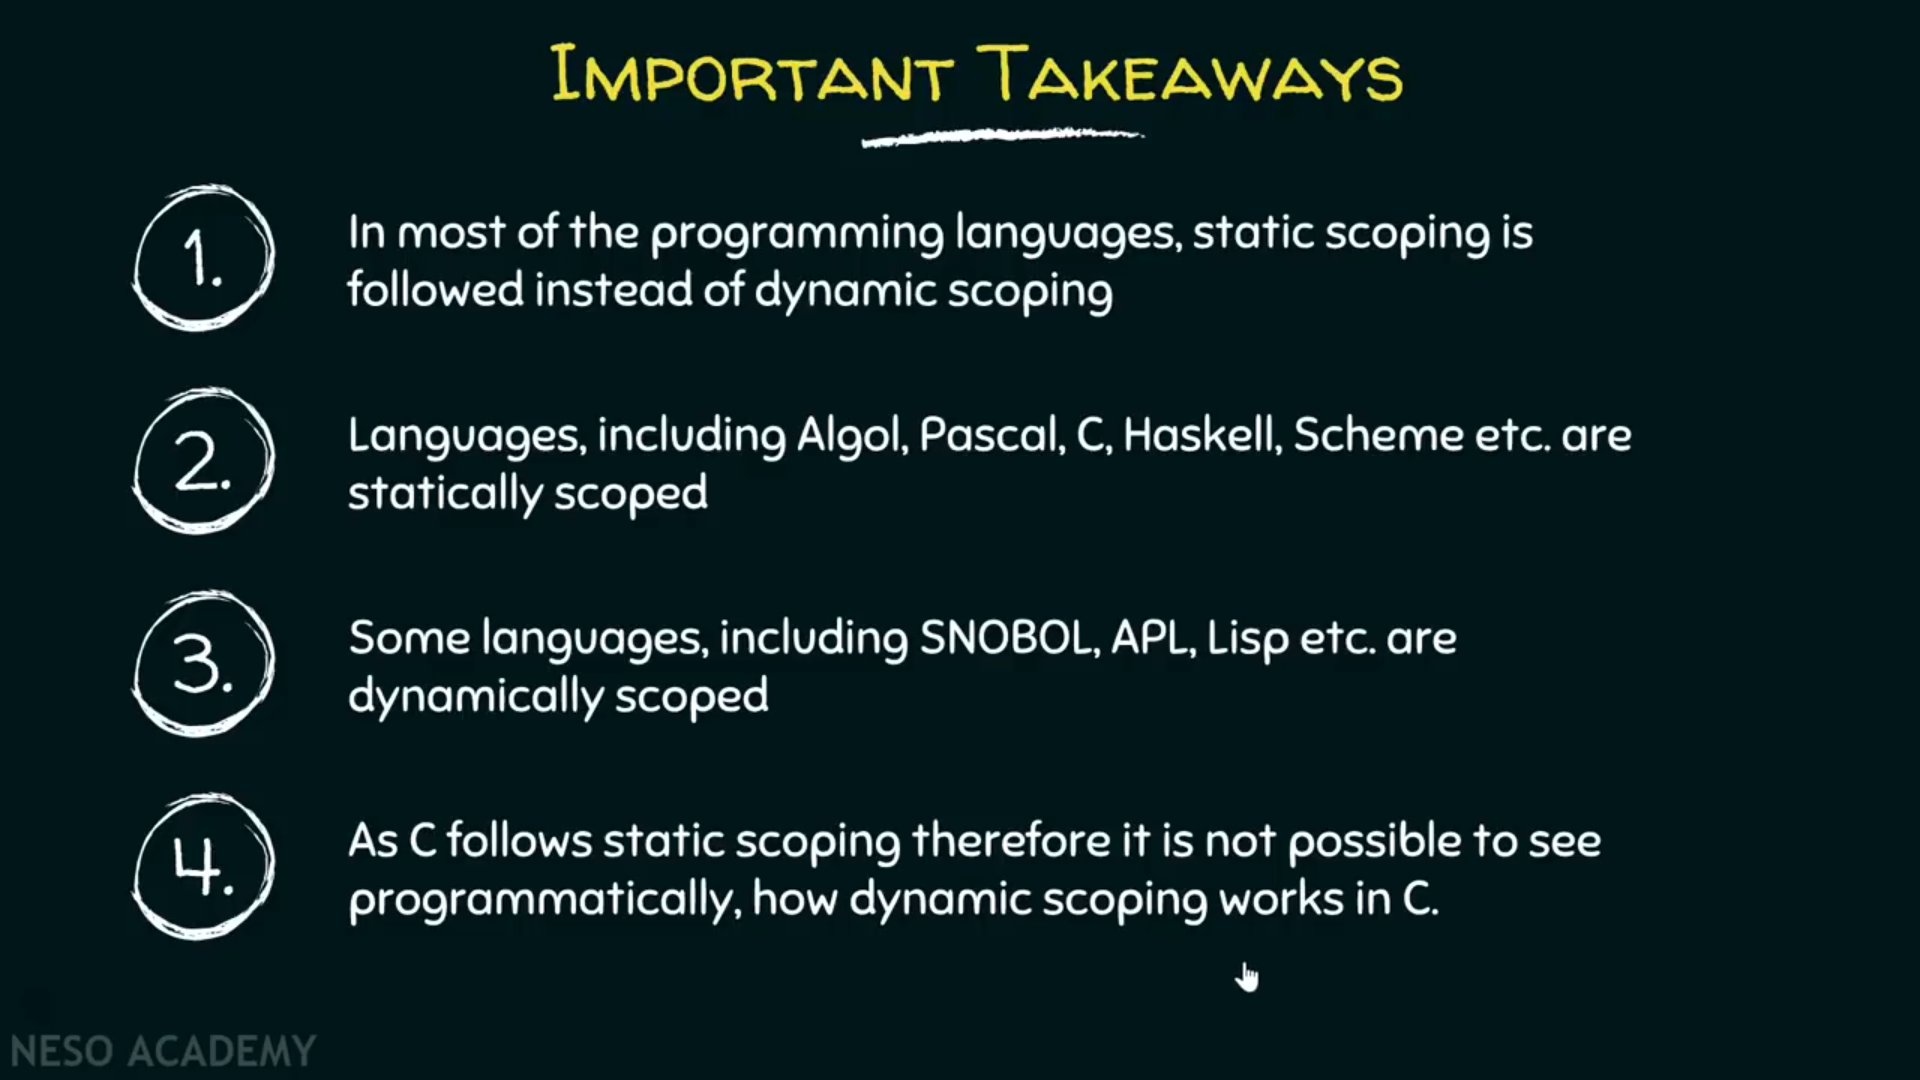 IMPORTANT TAKEAWAYS
1.
In most of the programming languages, static scoping is
followed instead of dynamic scoping
2.
Languages, including Algol, Pascal, C, Haskell, Scheme etc. are
statically scoped
3.
Some languages, including SNOBOL, APL, Lisp etc. are
dynamically scoped
4.
As C follows static scoping therefore it is not possible to see
programmatically, how dynamic scoping works in C.
NESO ACADEMY